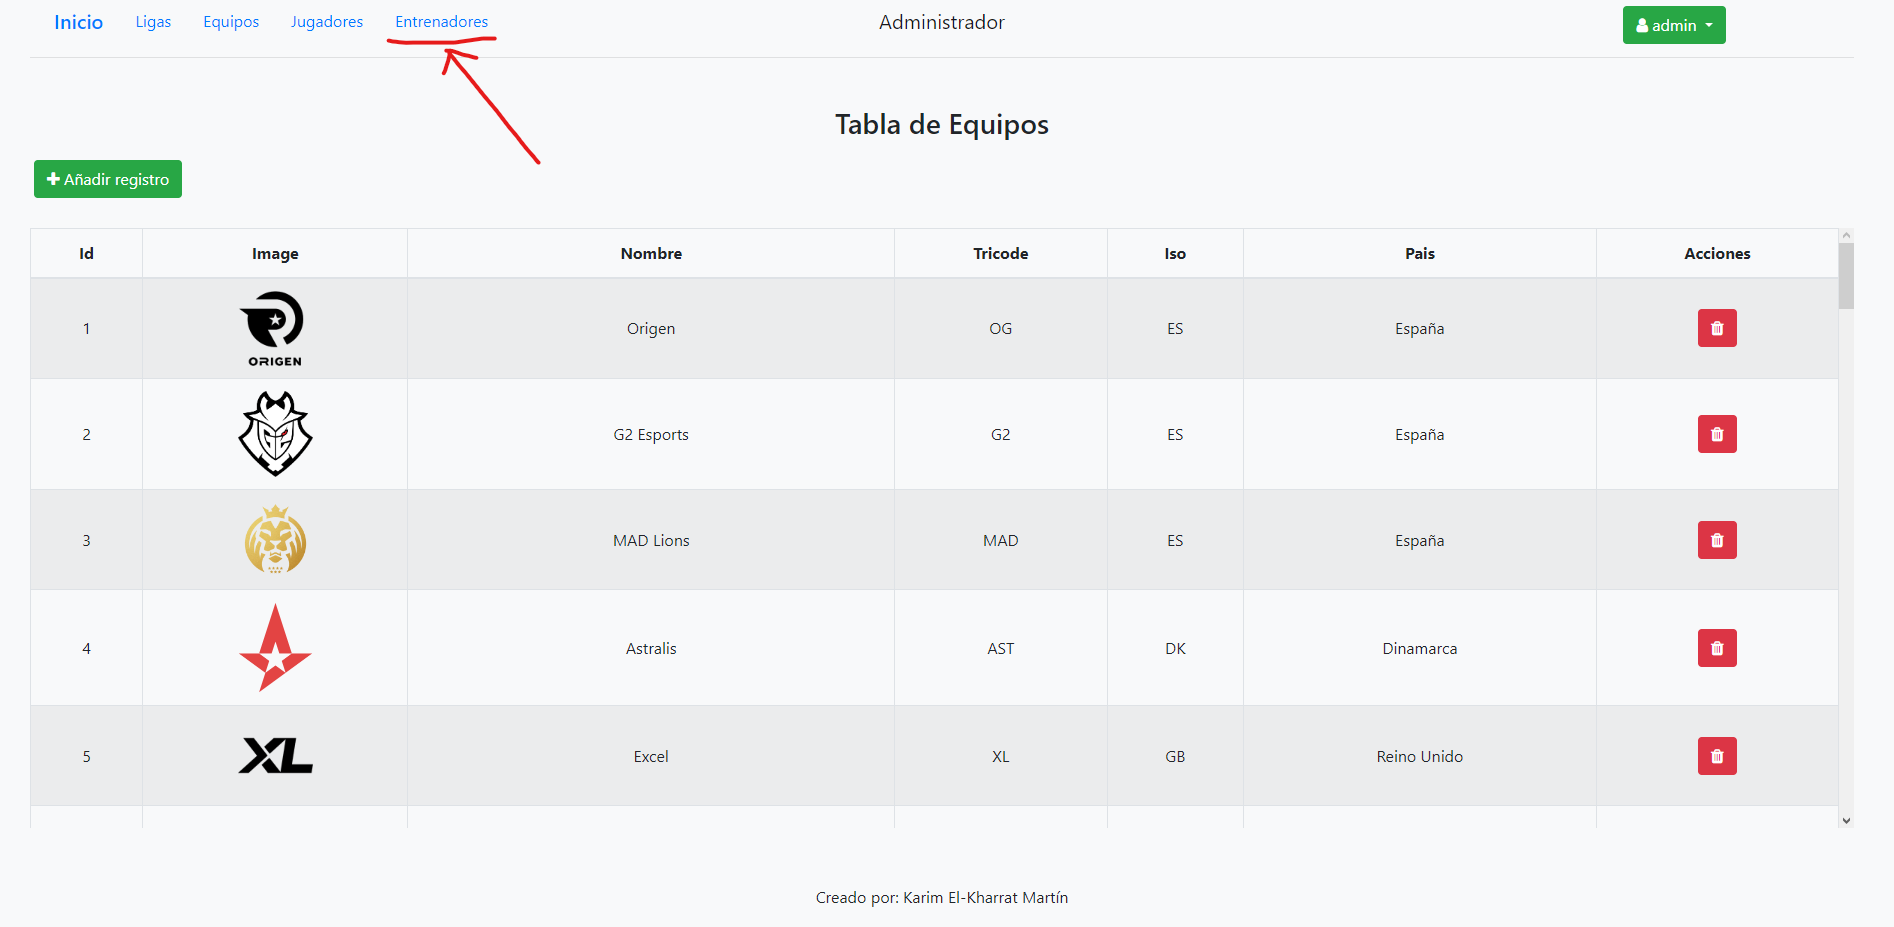 Inicio Ligas Equipos Jugadores Entrenadores Administrador admin
Tabla de Equipos
Añadir registro
Id Image Nombre Tricode Iso Pais Acciones
1 ORIGEN Origen OG ES España
2 G2 Esports G2 ES España
3 MAD Lions MAD ES España
4 Astralis AST DK Dinamarca
5 XL Excel XL GB Reino Unido
Creado por: Karim El-Kharrat Martín